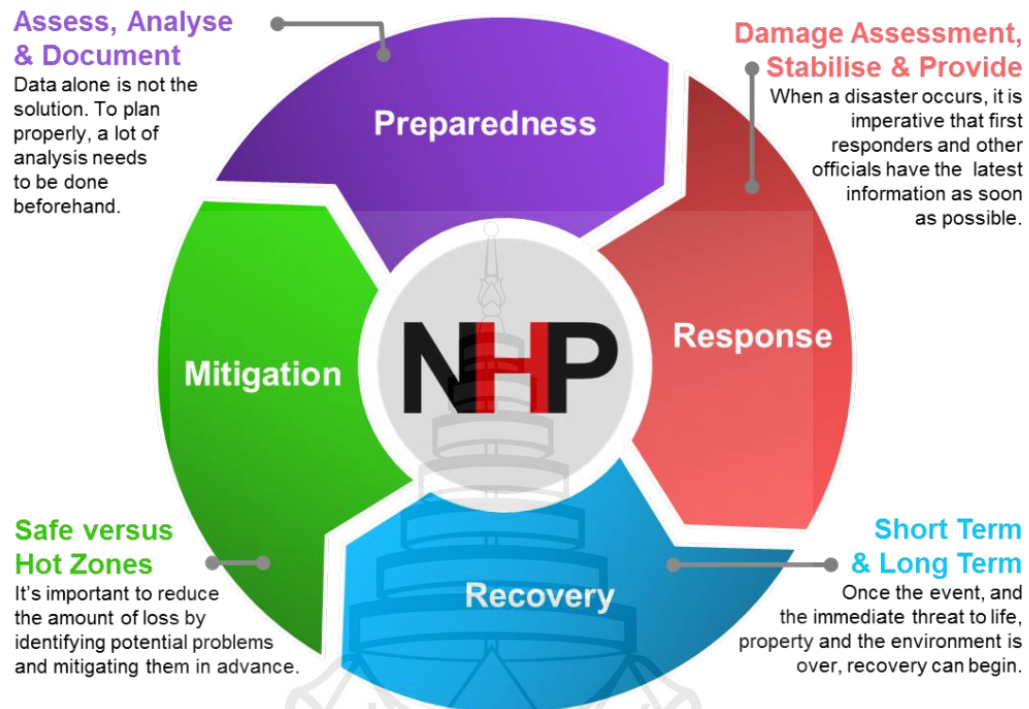 Assess, Analyse
& Document
Data alone is not the
solution. To plan
properly, a lot of
analysis needs
to be done
beforehand.
Preparedness
Damage Assessment,
Stabilise & Provide
When a disaster occurs, it is
imperative that first
responders and other
officials have the latest
information as soon
as possible.
Mitigation
NHP
Response
Safe versus
Hot Zones
It's important to reduce
the amount of loss by
identifying potential problems
and mitigating them in advance.
Recovery
Short Term
& Long Term
Once the event, and
the immediate threat to life,
property and the environment is
over, recovery can begin.